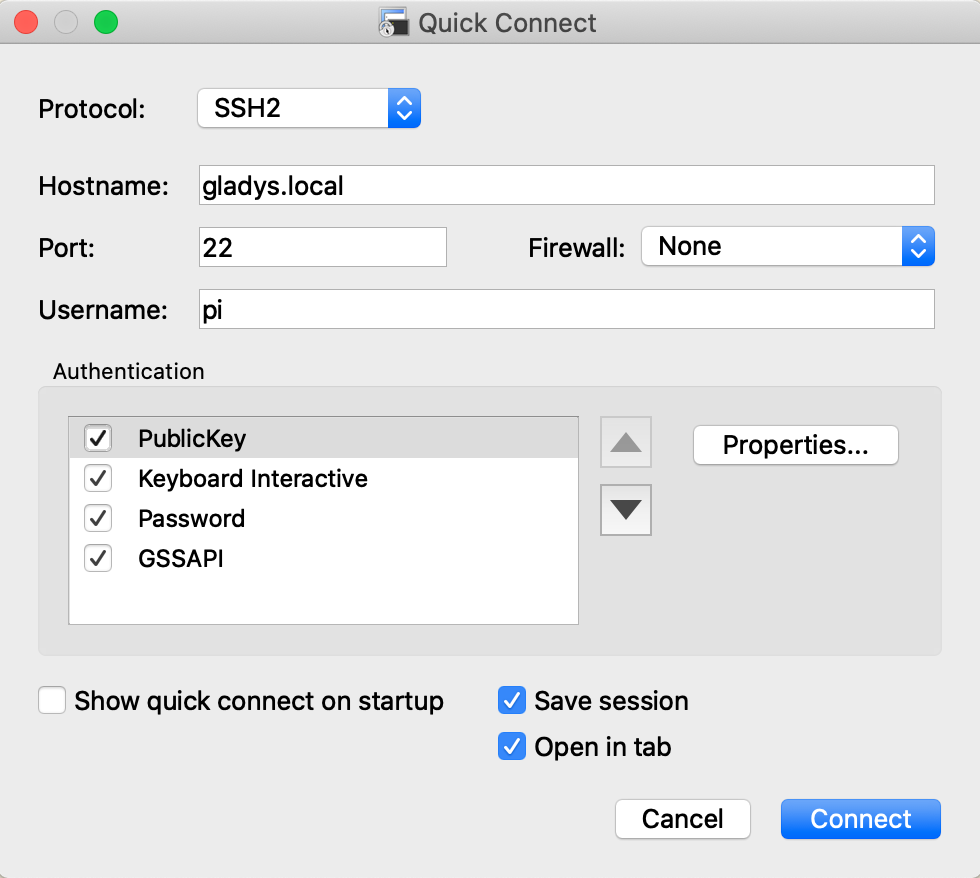 Quick Connect
Protocol: SSH2
Hostname: gladys.local
Port: 22 Firewall: None
Username: pi
Authentication
PublicKey Properties...
Keyboard Interactive
Password
GSSAPI
Show quick connect on startup Save session
Open in tab
Cancel Connect